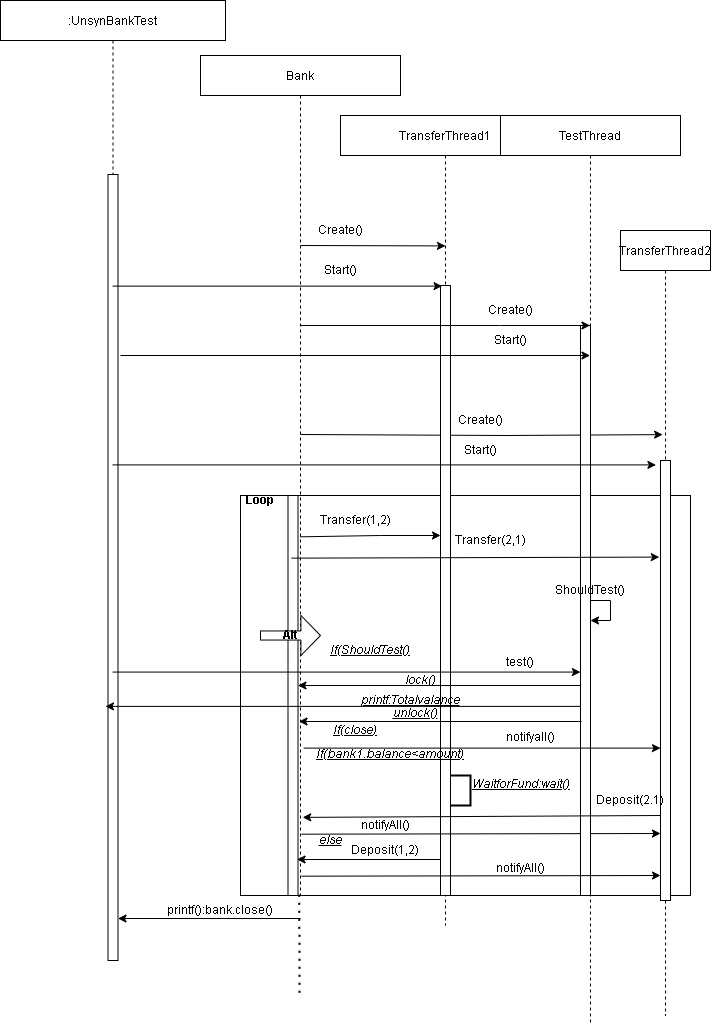 :UnsynBankTest
Bank
TransferThread1
TestThread
TransferThread2
Create()
Start()
Create()
Start()
Create()
Start()
Loop
Transfer(1,2)
Transfer(2,1)
ShouldTest()
Alt
If(ShouldTest()
test()
lock()
printf:Totalvalance
unlock()
If(close)
notifyall()
If(bank1.balance<amount)
WaitforFund:wait()
Deposit(2.1)
notifyAll()
else
Deposit(1,2)
notifyAll()
printf():bank.close()